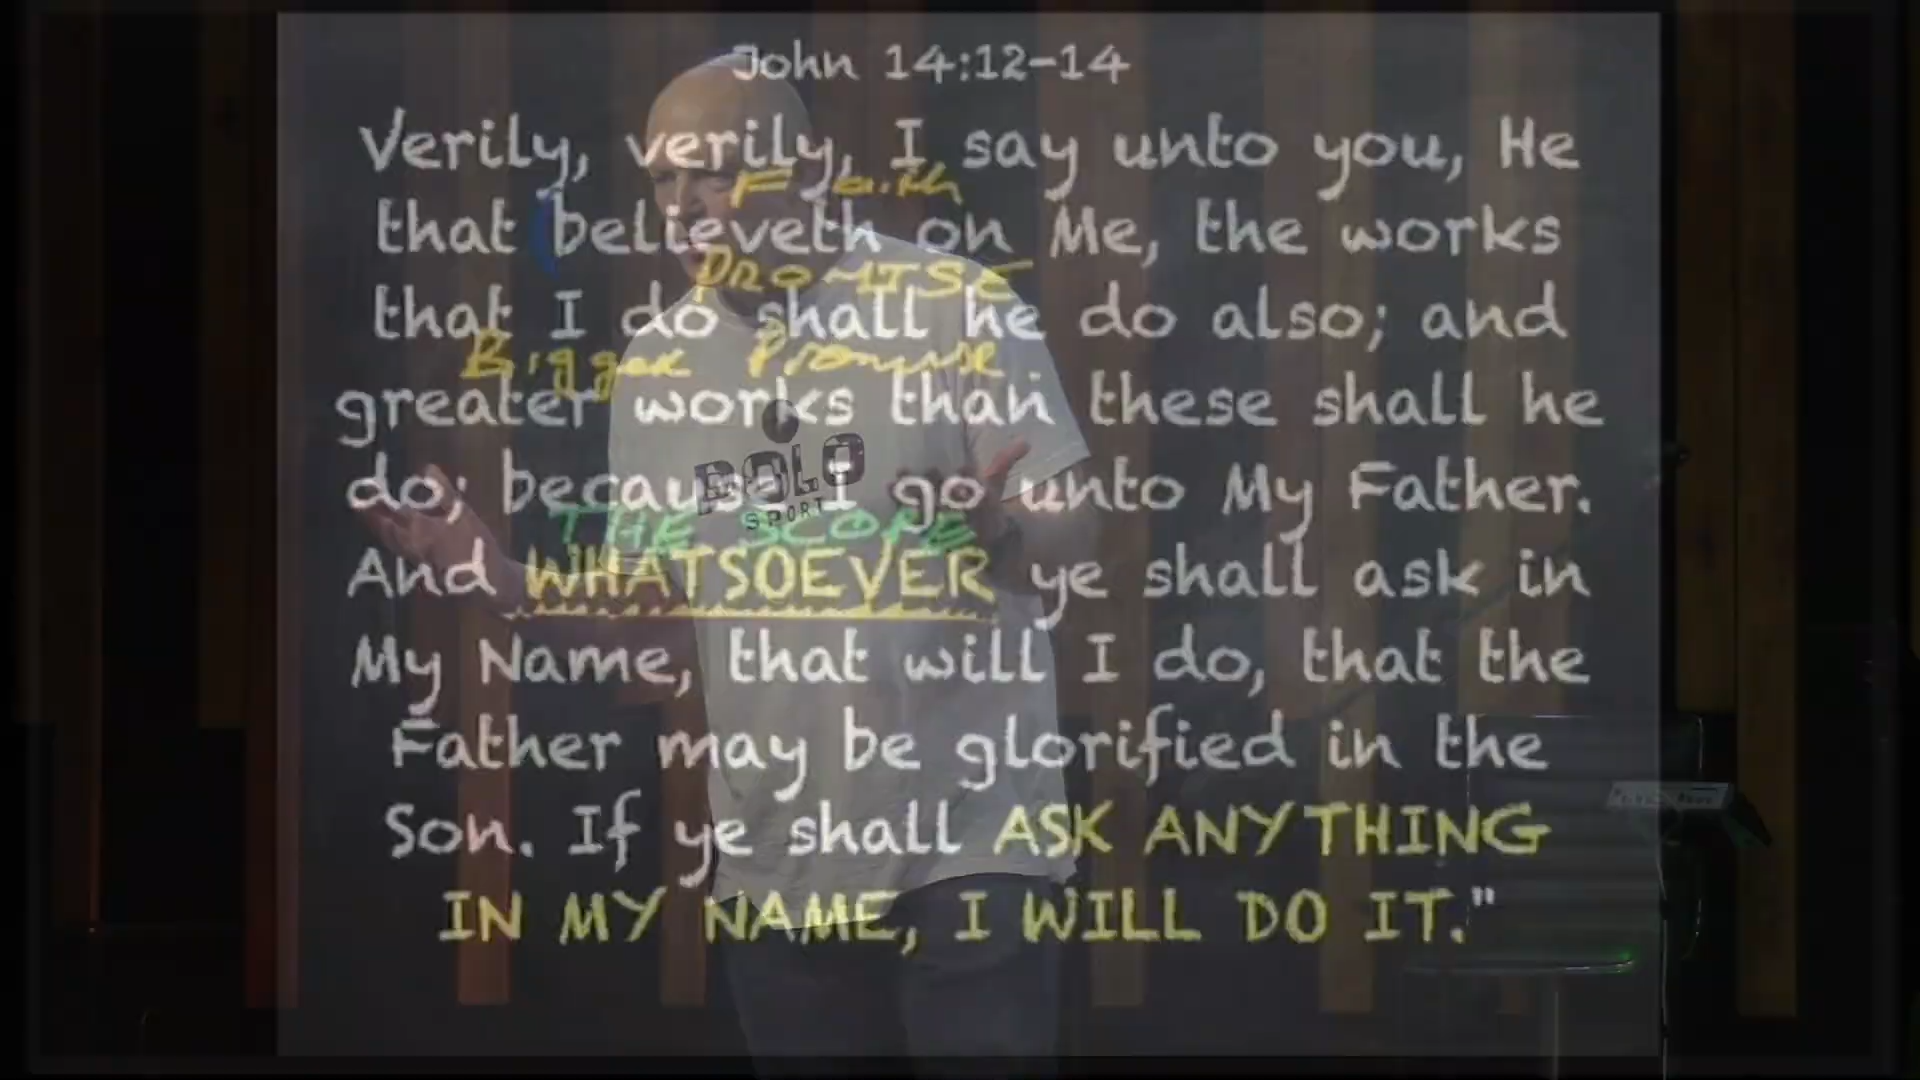 John 14:12-14
Verily, verily, I say unto you, He
Faith
that believeth on Me, the works
PROMISE
that I do shall he do also; and
Bigger Promise
greater works than these shall he
do; because I go unto My Father.
POLO
SPORT
THE SCOPE
And WHATSOEVER ye shall ask in
My Name, that will I do, that the
Father may be glorified in the
Son. If ye shall ASK ANYTHING
IN MY NAME, I WILL DO IT."